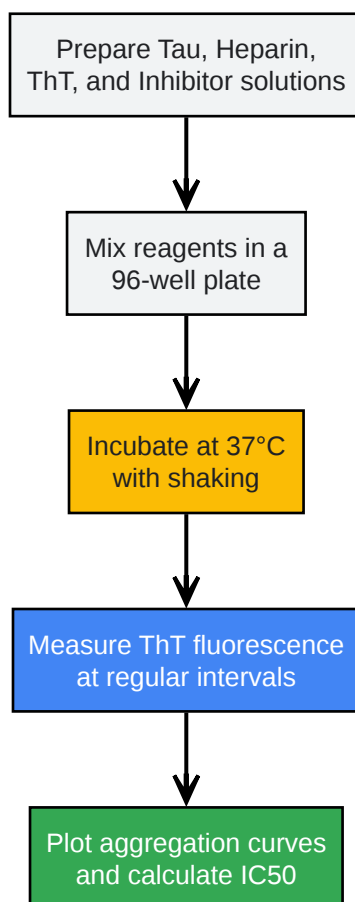 Prepare Tau, Heparin,
ThT, and Inhibitor solutions
Mix reagents in a
96-well plate
Incubate at 37°C
with shaking
Measure ThT fluorescence
at regular intervals
Plot aggregation curves
and calculate IC50